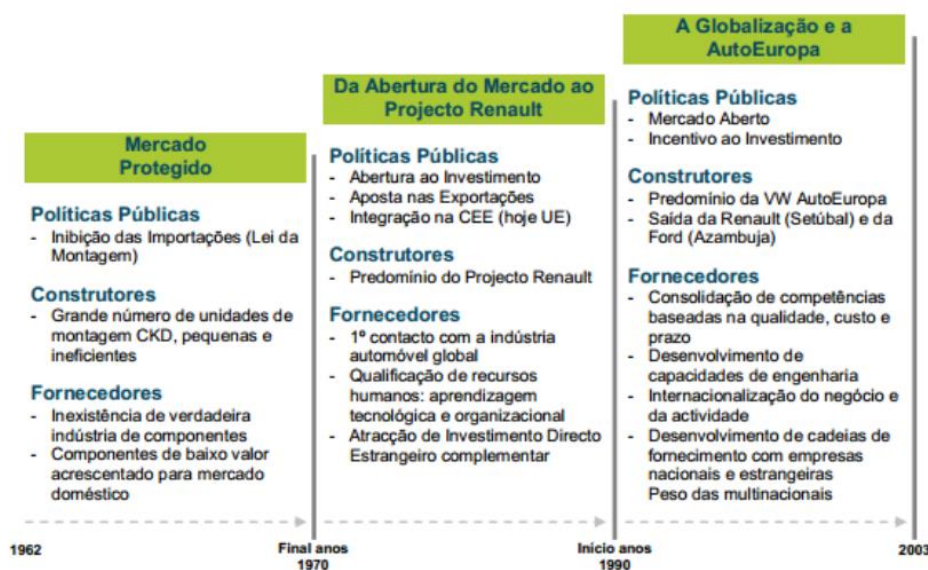 Mercado
Protegido
Políticas Públicas
- Inibição das Importações (Lei da
Montagem)
Construtores
- Grande número de unidades de
montagem CKD, pequenas e
ineficientes
Fornecedores
- Inexistência de verdadeira
indústria de componentes
- Componentes de baixo valor
acrescentado para mercado
doméstico
Da Abertura do Mercado ao
Projecto Renault
Políticas Públicas
- Abertura ao Investimento
- Aposta nas Exportações
- Integração na CEE (hoje UE)
Construtores
- Predomínio do Projecto Renault
Fornecedores
- 1º contacto com a indústria
automóvel global
- Qualificação de recursos
humanos: aprendizagem
tecnológica e organizacional
- Atracção de Investimento Directo
Estrangeiro complementar
A Globalização e a
AutoEuropa
Políticas Públicas
- Mercado Aberto
- Incentivo ao Investimento
Construtores
- Predomínio da VW AutoEuropa
- Saída da Renault (Setúbal) e da
Ford (Azambuja)
Fornecedores
- Consolidação de competências
baseadas na qualidade, custo e
prazo
- Desenvolvimento de
capacidades de engenharia
- Internacionalização do negócio e
da actividade
- Desenvolvimento de cadeias de
fornecimento com empresas
nacionais e estrangeiras
Peso das multinacionais
1962
Final anos
1970
Inicio anos
1990
2003